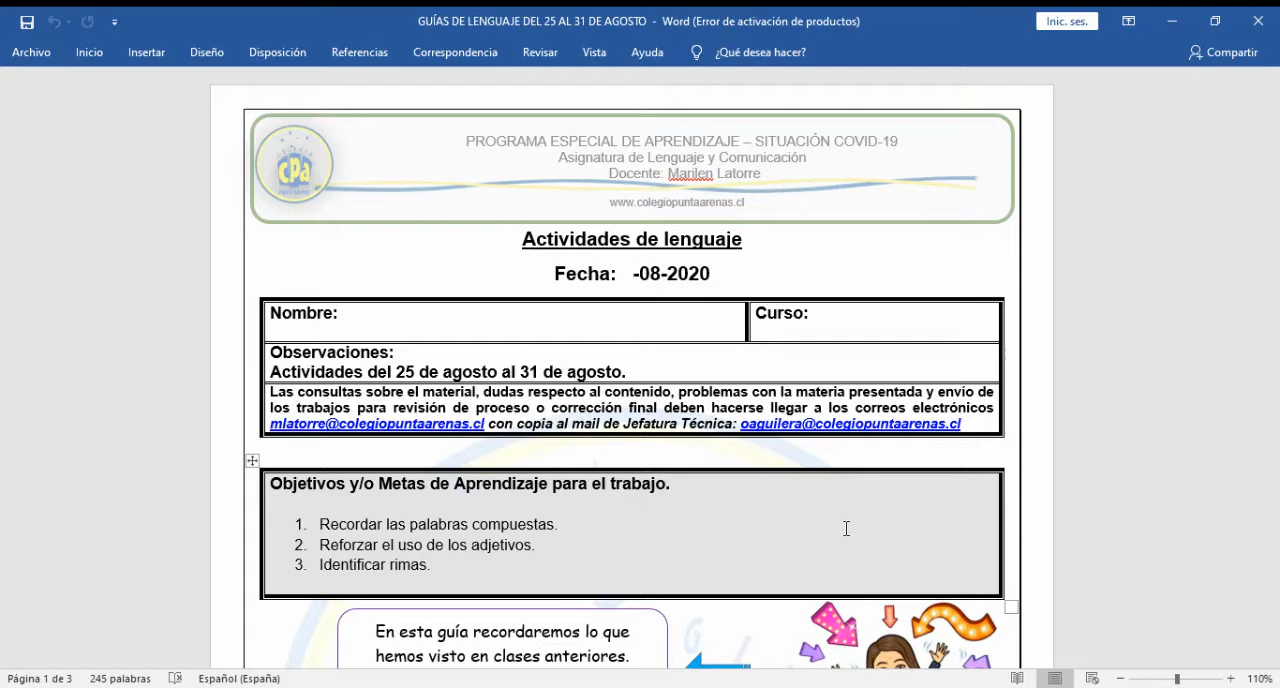 GUÍAS DE LENGUAJE DEL 25 AL 31 DE AGOSTO - Word (Error de activación de productos)
Inic. ses.
Archivo Inicio Insertar Diseño Disposición Referencias Correspondencia Revisar Vista Ayuda ¿Qué desea hacer? Compartir
PROGRAMA ESPECIAL DE APRENDIZAJE – SITUACIÓN COVID-19
Asignatura de Lenguaje y Comunicación
Docente: Marilen Latorre
www.colegiopuntaarenas.cl
CPa
Actividades de lenguaje
Fecha: -08-2020
Nombre: Curso:
Observaciones:
Actividades del 25 de agosto al 31 de agosto.
Las consultas sobre el material, dudas respecto al contenido, problemas con la materia presentada y envío de
los trabajos para revisión de proceso o corrección final deben hacerse llegar a los correos electrónicos
mlatorre@colegiopuntaarenas.cl con copia al mail de Jefatura Técnica: oaguilera@colegiopuntaarenas.cl
Objetivos y/o Metas de Aprendizaje para el trabajo.
1. Recordar las palabras compuestas.
2. Reforzar el uso de los adjetivos.
3. Identificar rimas.
En esta guía recordaremos lo que
hemos visto en clases anteriores.
Página 1 de 3 245 palabras Español (España) 110%